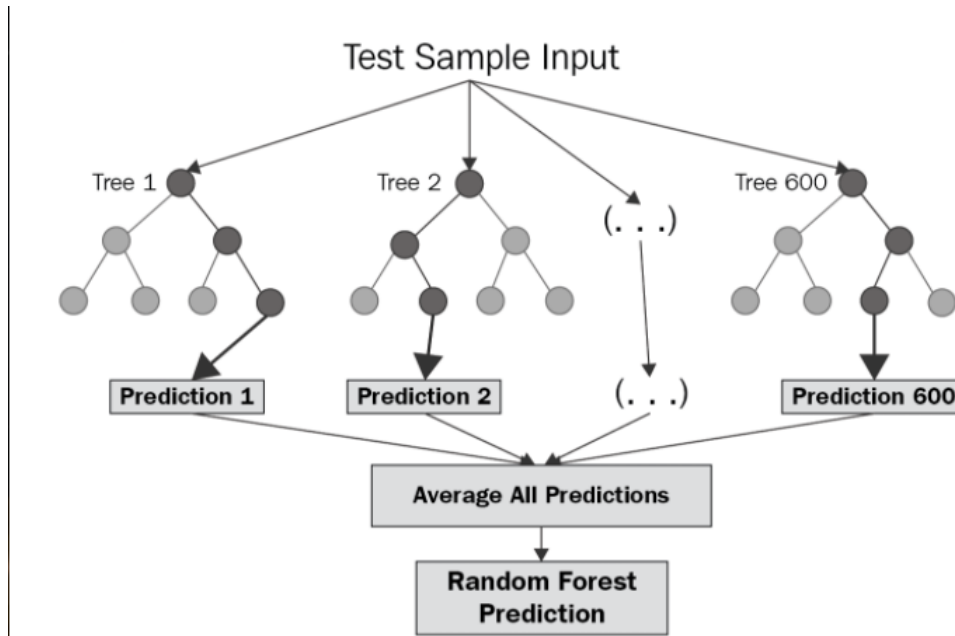 Test Sample Input
Tree 1
Tree 2
Tree 600
(. . .)
Prediction 1
Prediction 2
(. . .)
Prediction 600
Average All Predictions
Random Forest
Prediction